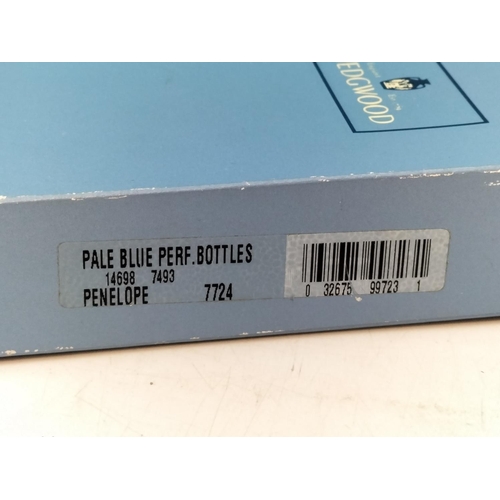 EDGWOOD
PALE BLUE PERF.BOTTLES
14698 7493
PENELOPE 7724
0 32675 99723 1